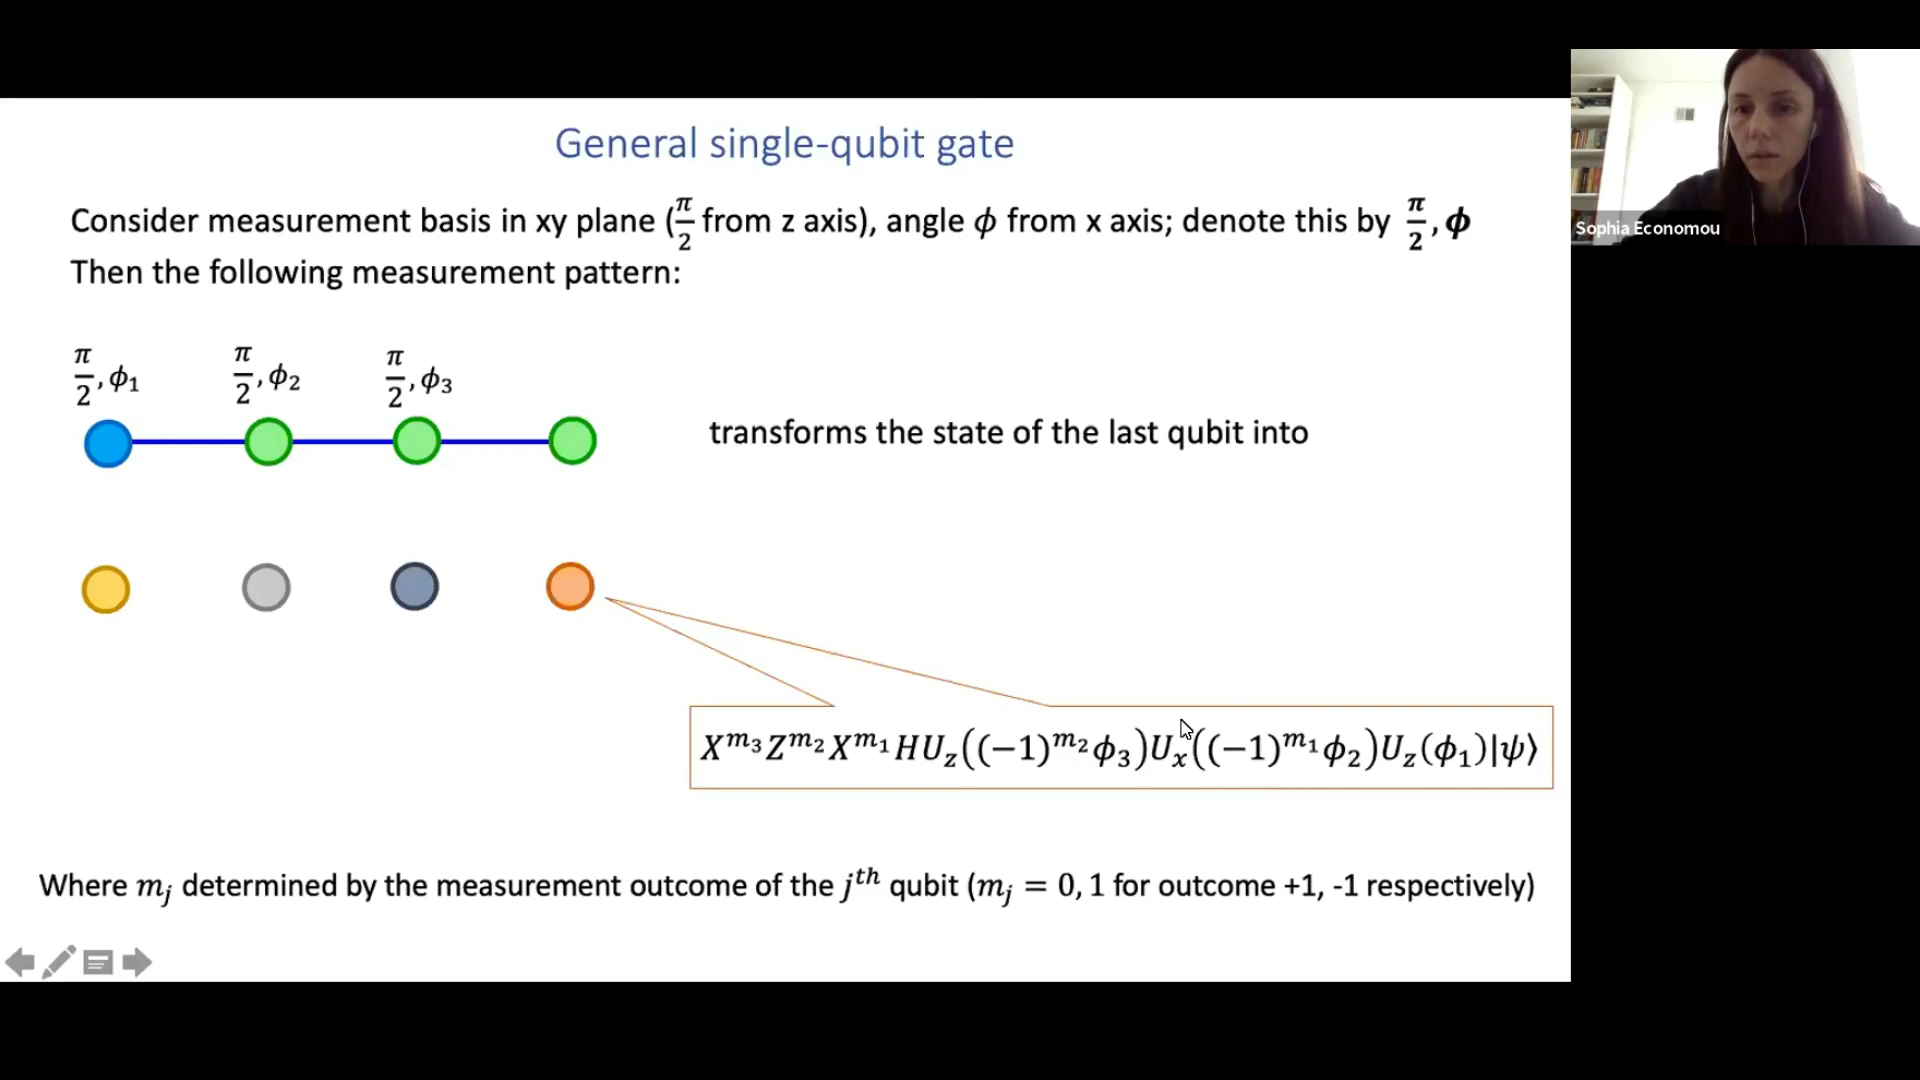 General single-qubit gate
Consider measurement basis in xy plane (π/2 from z axis), angle ϕ from x axis; denote this by π/2, ϕ
Then the following measurement pattern:
π/2, ϕ₁ π/2, ϕ₂ π/2, ϕ₃
transforms the state of the last qubit into
X^{m₃}Z^{m₂}X^{m₁}HU_z((−1)^{m₂}ϕ₃)U_x((−1)^{m₁}ϕ₂)U_z(ϕ₁)|ψ⟩
Where m_j determined by the measurement outcome of the j^{th} qubit (m_j = 0, 1 for outcome +1, -1 respectively)
Sophia Economou